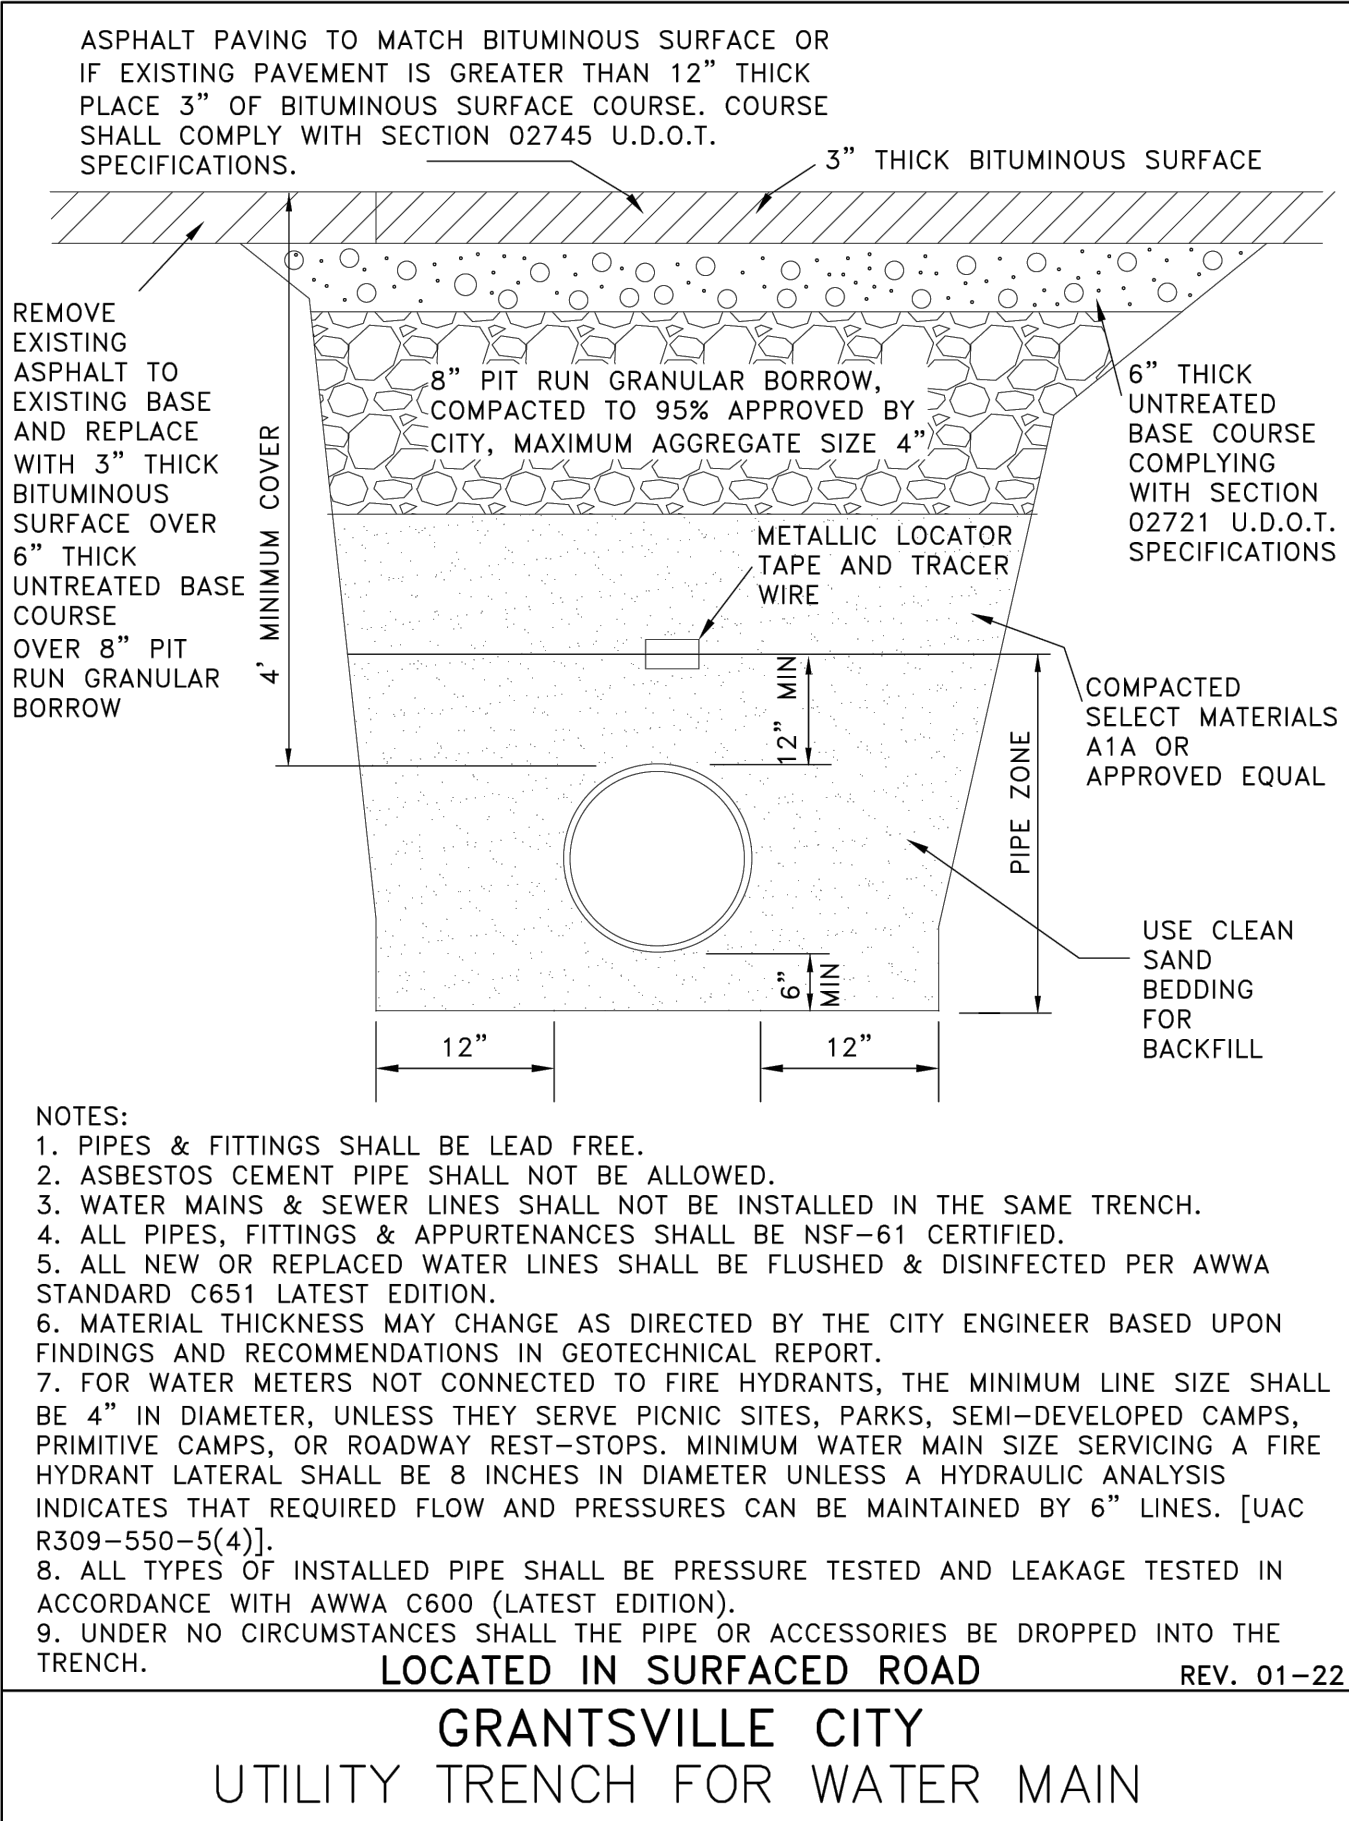 ASPHALT PAVING TO MATCH BITUMINOUS SURFACE OR
IF EXISTING PAVEMENT IS GREATER THAN 12" THICK
PLACE 3" OF BITUMINOUS SURFACE COURSE. COURSE
SHALL COMPLY WITH SECTION 02745 U.D.O.T.
SPECIFICATIONS.
3" THICK BITUMINOUS SURFACE
REMOVE
EXISTING
ASPHALT TO
EXISTING BASE
AND REPLACE
WITH 3" THICK
BITUMINOUS
SURFACE OVER
6" THICK
UNTREATED BASE
COURSE
OVER 8" PIT
RUN GRANULAR
BORROW
4' MINIMUM COVER
8" PIT RUN GRANULAR BORROW,
COMPACTED TO 95% APPROVED BY
CITY, MAXIMUM AGGREGATE SIZE 4"
6" THICK
UNTREATED
BASE COURSE
COMPLYING
WITH SECTION
02721 U.D.O.T.
SPECIFICATIONS
METALLIC LOCATOR
TAPE AND TRACER
WIRE
12" MIN
COMPACTED
SELECT MATERIALS
A1A OR
APPROVED EQUAL
PIPE ZONE
USE CLEAN
SAND
BEDDING
FOR
BACKFILL
6"
MIN
12"
12"
NOTES:
1. PIPES & FITTINGS SHALL BE LEAD FREE.
2. ASBESTOS CEMENT PIPE SHALL NOT BE ALLOWED.
3. WATER MAINS & SEWER LINES SHALL NOT BE INSTALLED IN THE SAME TRENCH.
4. ALL PIPES, FITTINGS & APPURTENANCES SHALL BE NSF-61 CERTIFIED.
5. ALL NEW OR REPLACED WATER LINES SHALL BE FLUSHED & DISINFECTED PER AWWA
STANDARD C651 LATEST EDITION.
6. MATERIAL THICKNESS MAY CHANGE AS DIRECTED BY THE CITY ENGINEER BASED UPON
FINDINGS AND RECOMMENDATIONS IN GEOTECHNICAL REPORT.
7. FOR WATER METERS NOT CONNECTED TO FIRE HYDRANTS, THE MINIMUM LINE SIZE SHALL
BE 4" IN DIAMETER, UNLESS THEY SERVE PICNIC SITES, PARKS, SEMI-DEVELOPED CAMPS,
PRIMITIVE CAMPS, OR ROADWAY REST-STOPS. MINIMUM WATER MAIN SIZE SERVICING A FIRE
HYDRANT LATERAL SHALL BE 8 INCHES IN DIAMETER UNLESS A HYDRAULIC ANALYSIS
INDICATES THAT REQUIRED FLOW AND PRESSURES CAN BE MAINTAINED BY 6" LINES. [UAC
R309-550-5(4)].
8. ALL TYPES OF INSTALLED PIPE SHALL BE PRESSURE TESTED AND LEAKAGE TESTED IN
ACCORDANCE WITH AWWA C600 (LATEST EDITION).
9. UNDER NO CIRCUMSTANCES SHALL THE PIPE OR ACCESSORIES BE DROPPED INTO THE
TRENCH.
LOCATED IN SURFACED ROAD
REV. 01-22
GRANTSVILLE CITY
UTILITY TRENCH FOR WATER MAIN